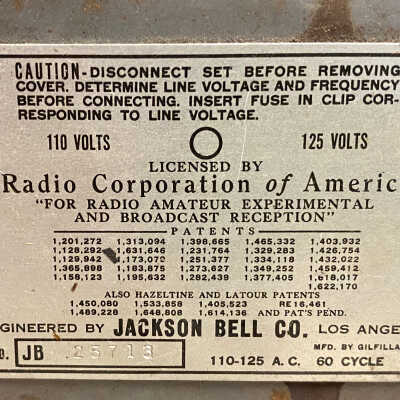 CAUTION-DISCONNECT SET BEFORE REMOVING
COVER. DETERMINE LINE VOLTAGE AND FREQUENCY
BEFORE CONNECTING. INSERT FUSE IN CLIP COR-
RESPONDING TO LINE VOLTAGE.
110 VOLTS 125 VOLTS
LICENSED BY
Radio Corporation of Americ
"FOR RADIO AMATEUR EXPERIMENTAL
AND BROADCAST RECEPTION"
PATENTS
1,201,272 1,313,094 1,398,665 1,465,332 1,403,932
1,128,292 1,631,646 1,231,764 1,329,283 1,426,754
1,129,942 1,173,079 1,251,377 1,334,118 1,432,022
1,365,898 1,183,875 1,273,627 1,349,252 1,459,412
1,156,123 1,195,632 1,282,439 1,377,405 1,618,017
1,622,170
ALSO HAZELTINE AND LATOUR PATENTS
1,450,080 1,533,858 1,405,523 RE16,461
1,489,228 1,648,808 1,614,136 AND PAT'S PEND.
NGINEERED BY JACKSON BELL CO. LOS ANGE
O. JB 25713 MFD. BY GILFILLA
110-125 A.C. 60 CYCLE